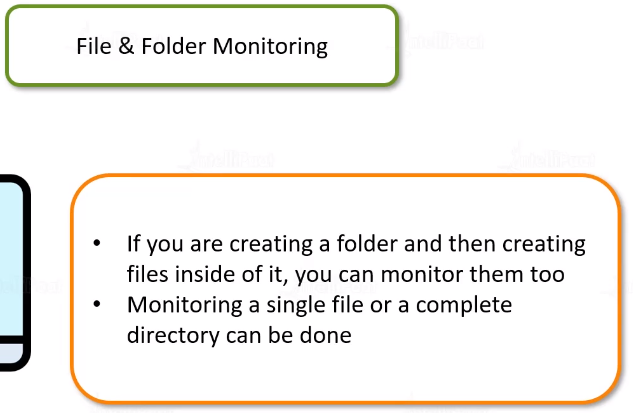 File & Folder Monitoring
• If you are creating a folder and then creating
files inside of it, you can monitor them too
• Monitoring a single file or a complete
directory can be done